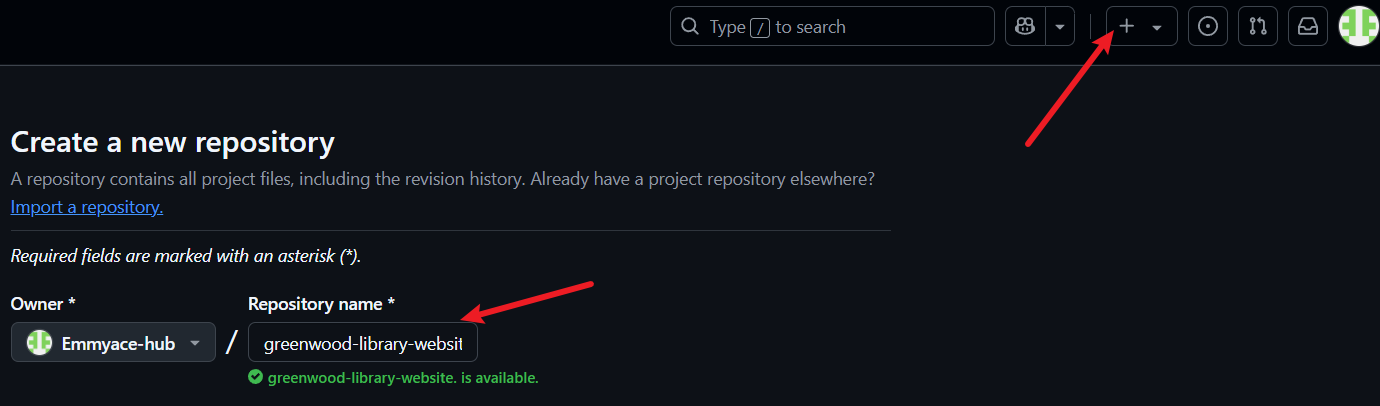 Type / to search
Create a new repository
A repository contains all project files, including the revision history. Already have a project repository elsewhere?
Import a repository.
Required fields are marked with an asterisk (*).
Owner * Repository name *
Emmyace-hub / greenwood-library-websit
greenwood-library-website. is available.